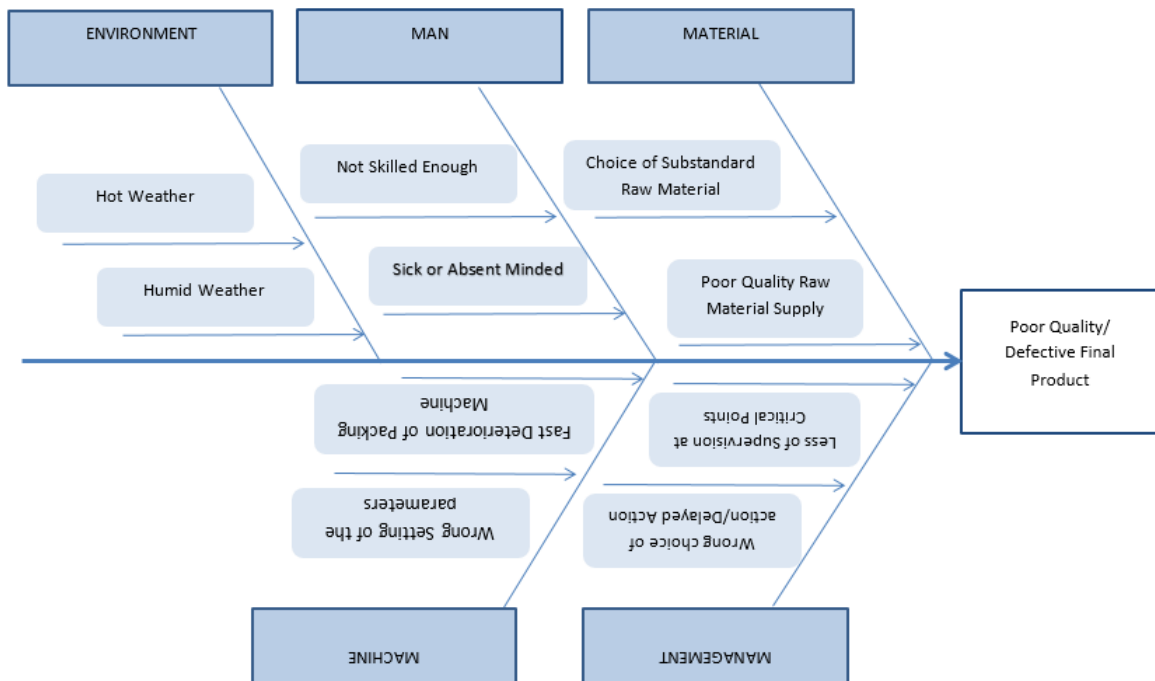 ENVIRONMENT
MAN
MATERIAL
Not Skilled Enough
Choice of Substandard
Raw Material
Hot Weather
Sick or Absent Minded
Humid Weather
Poor Quality Raw
Material Supply
Poor Quality/
Defective Final
Product
Fast Deterioration of Packing
Machine
Less of Supervision at
Critical Points
Wrong Setting of the
parameters
Wrong choice of
action/Delayed Action
MACHINE
MANAGEMENT